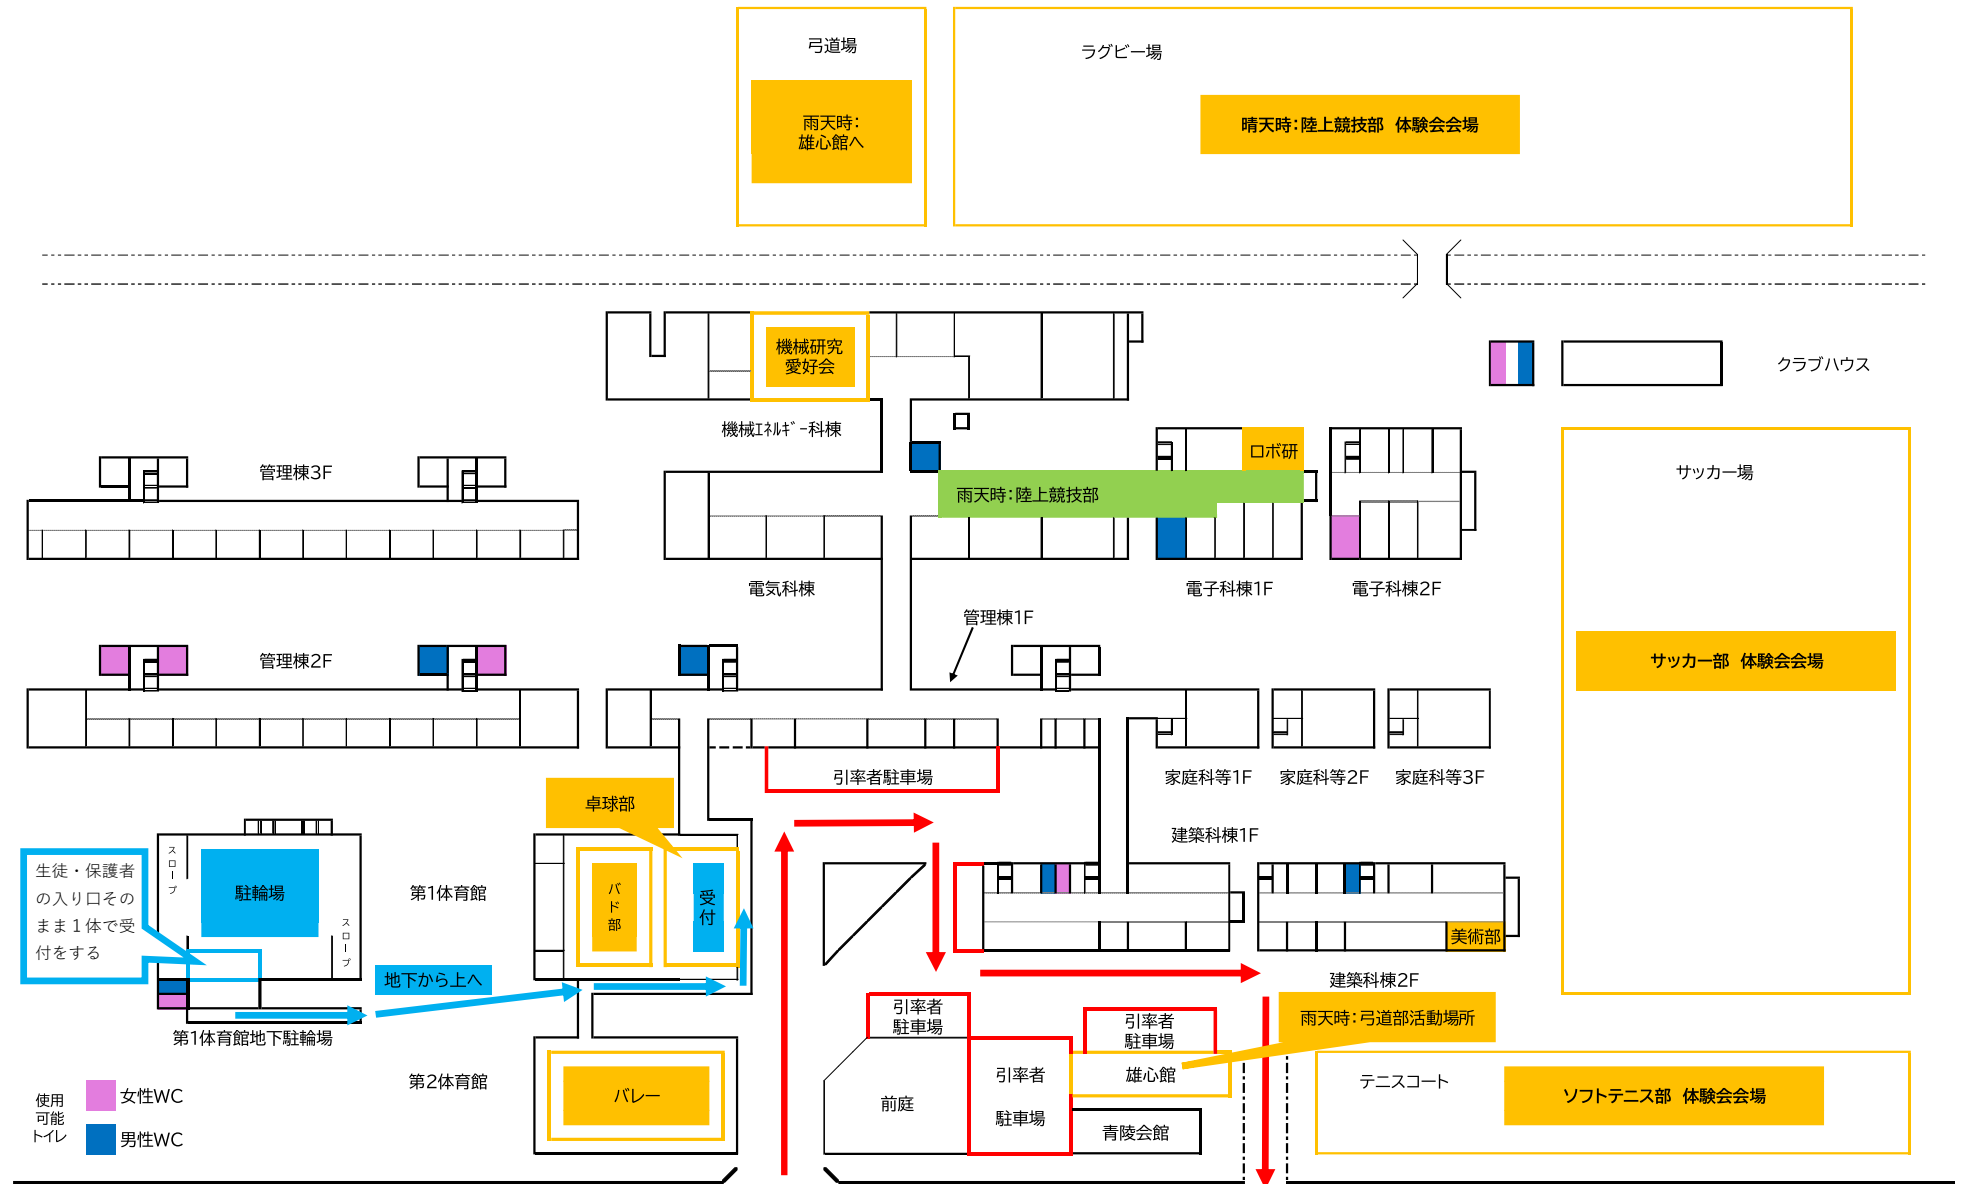 弓道場
ラグビー場
雨天時：
雄心館へ
晴天時：陸上競技部　体験会会場
機械研究
愛好会
クラブハウス
機械ｴﾈﾙｷﾞｰ科棟
管理棟3F
ロボ研
サッカー場
雨天時：陸上競技部
電気科棟
電子科棟1F
電子科棟2F
管理棟1F
管理棟2F
サッカー部　体験会会場
引率者駐車場
家庭科等1F
家庭科等2F
家庭科等3F
卓球部
建築科棟1F
スロープ
生徒・保護者
の入り口その
まま１体で受
付をする
駐輪場
第1体育館
バド部
受付
スロープ
美術部
地下から上へ
建築科棟2F
第1体育館地下駐輪場
引率者
駐車場
引率者
駐車場
雨天時：弓道部活動場所
第2体育館
バレー
引率者
駐車場
雄心館
テニスコート
ソフトテニス部　体験会会場
前庭
青陵会館
使用
可能
トイレ
女性WC
男性WC